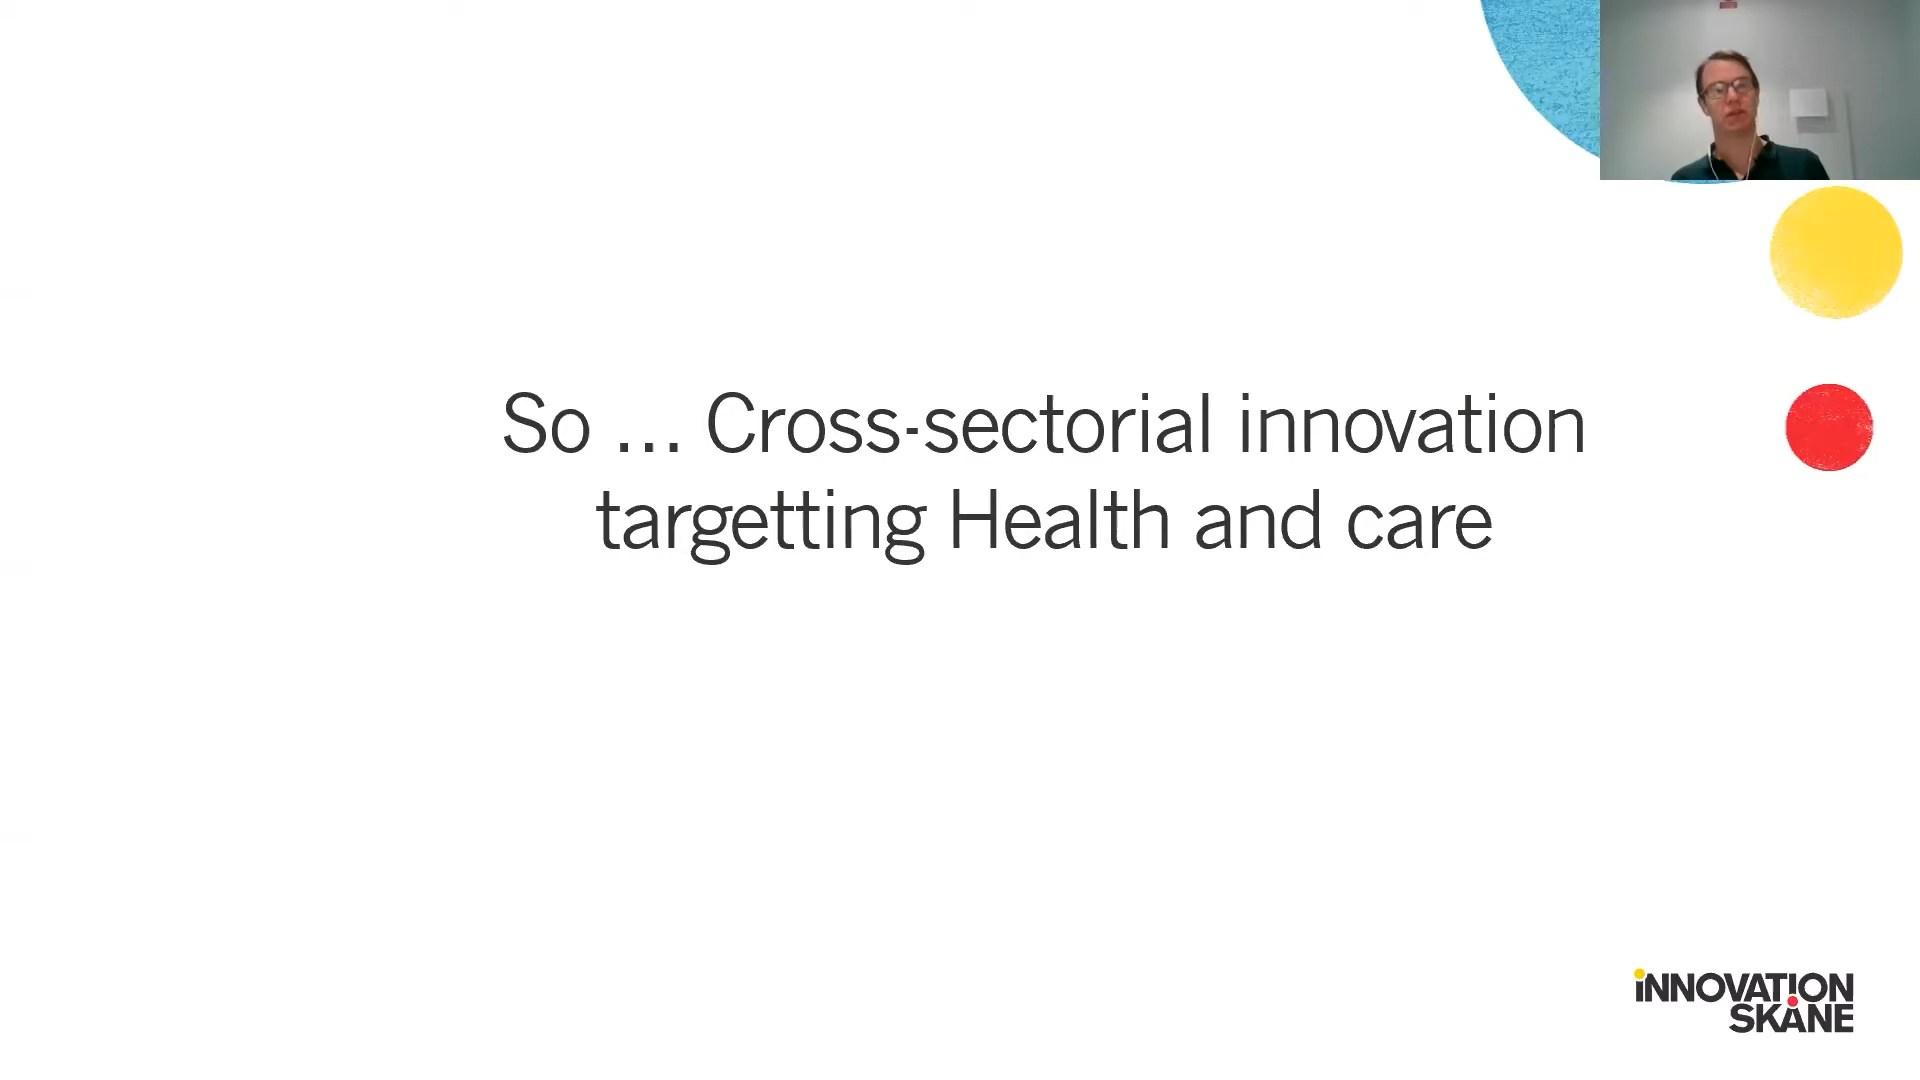 So ... Cross-sectorial innovation
targetting Health and care
INNOVATION
SKÅNE